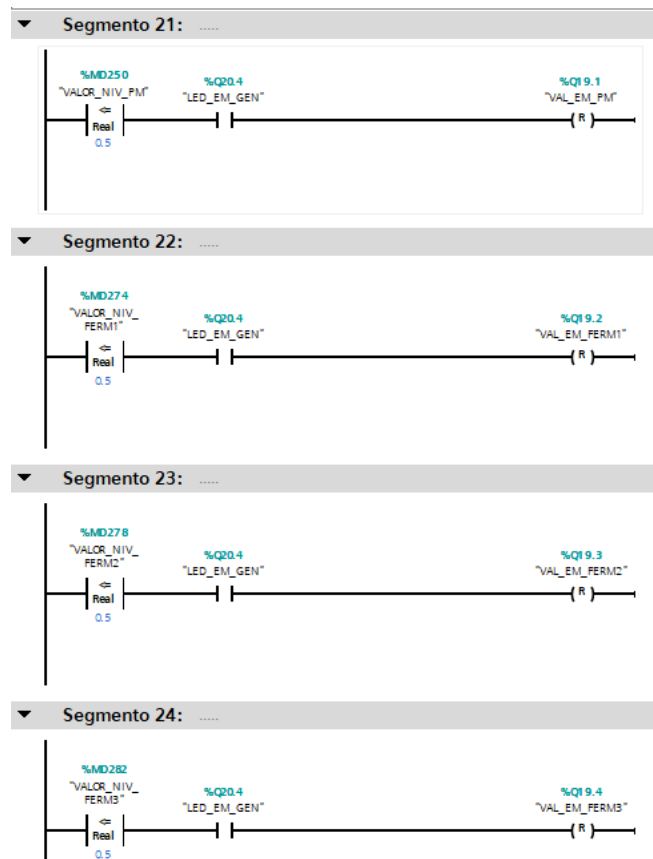 Segmento 21: .....
%MD250
"VALOR_NIV_PM"
<=
Real
0.5
%Q20.4
"LED_EM_GEN"
%Q19.1
"VAL_EM_PM"
R
Segmento 22: .....
%MD274
"VALOR_NIV_
FERM1"
<=
Real
0.5
%Q20.4
"LED_EM_GEN"
%Q19.2
"VAL_EM_FERM1"
R
Segmento 23: .....
%MD278
"VALOR_NIV_
FERM2"
<=
Real
0.5
%Q20.4
"LED_EM_GEN"
%Q19.3
"VAL_EM_FERM2"
R
Segmento 24: .....
%MD282
"VALOR_NIV_
FERM3"
<=
Real
0.5
%Q20.4
"LED_EM_GEN"
%Q19.4
"VAL_EM_FERM3"
R